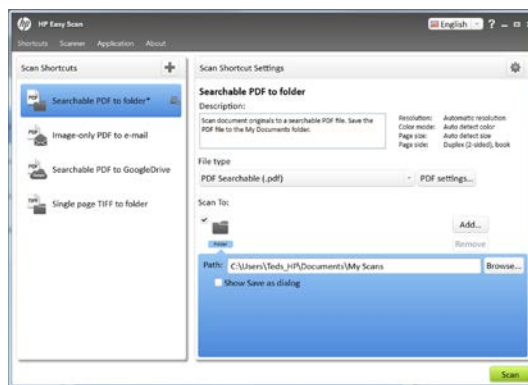 hp HP Easy Scan
English ?
Shortcuts Scanner Application About
Scan Shortcuts
Searchable PDF to folder*
Image-only PDF to e-mail
Searchable PDF to GoogleDrive
Single page TIFF to folder
Scan Shortcut Settings
Searchable PDF to folder
Description:
Scan document originals to a searchable PDF file. Save the
PDF file to the My Documents folder.
Resolution: Automatic resolution
Color mode: Auto detect color
Page size: Auto detect size
Page side: Duplex (2-sided), book
File type
PDF Searchable (.pdf)
PDF settings...
Scan To:
Folder
Add...
Remove
Path: C:\Users\Teds_HP\Documents\My Scans
Browse...
Show Save as dialog
Scan